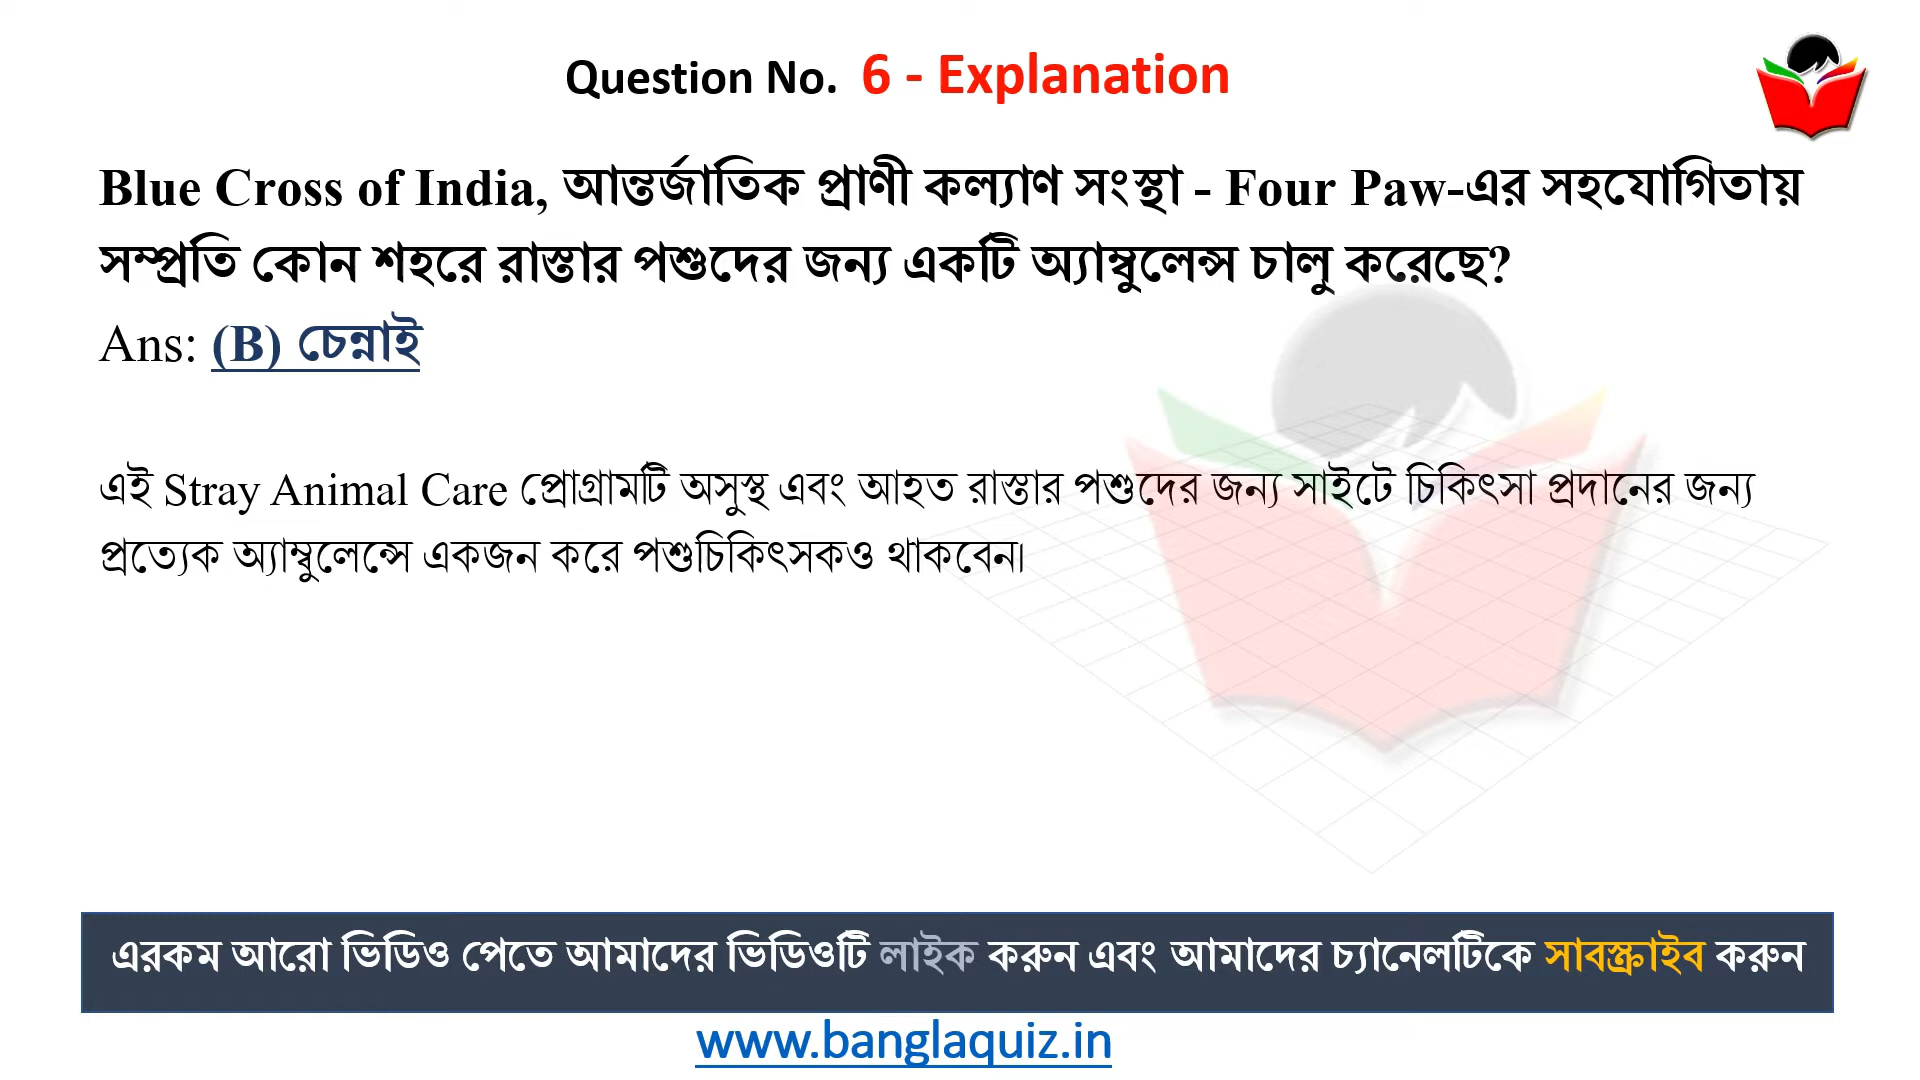 Question No. 6 - Explanation
Blue Cross of India, আন্তর্জাতিক প্রাণী কল্যাণ সংস্থা - Four Paw-এর সহযোগিতায়
সম্প্রতি কোন শহরে রাস্তার পশুদের জন্য একটি অ্যাম্বুলেন্স চালু করেছে?
Ans: (B) চেন্নাই
এই Stray Animal Care প্রোগ্রামটি অসুস্থ এবং আহত রাস্তার পশুদের জন্য সাইটে চিকিৎসা প্রদানের জন্য
প্রত্যেক অ্যাম্বুলেন্সে একজন করে পশুচিকিৎসকও থাকবেন।
এরকম আরো ভিডিও পেতে আমাদের ভিডিওটি লাইক করুন এবং আমাদের চ্যানেলটিকে সাবস্ক্রাইব করুন
www.banglaquiz.in